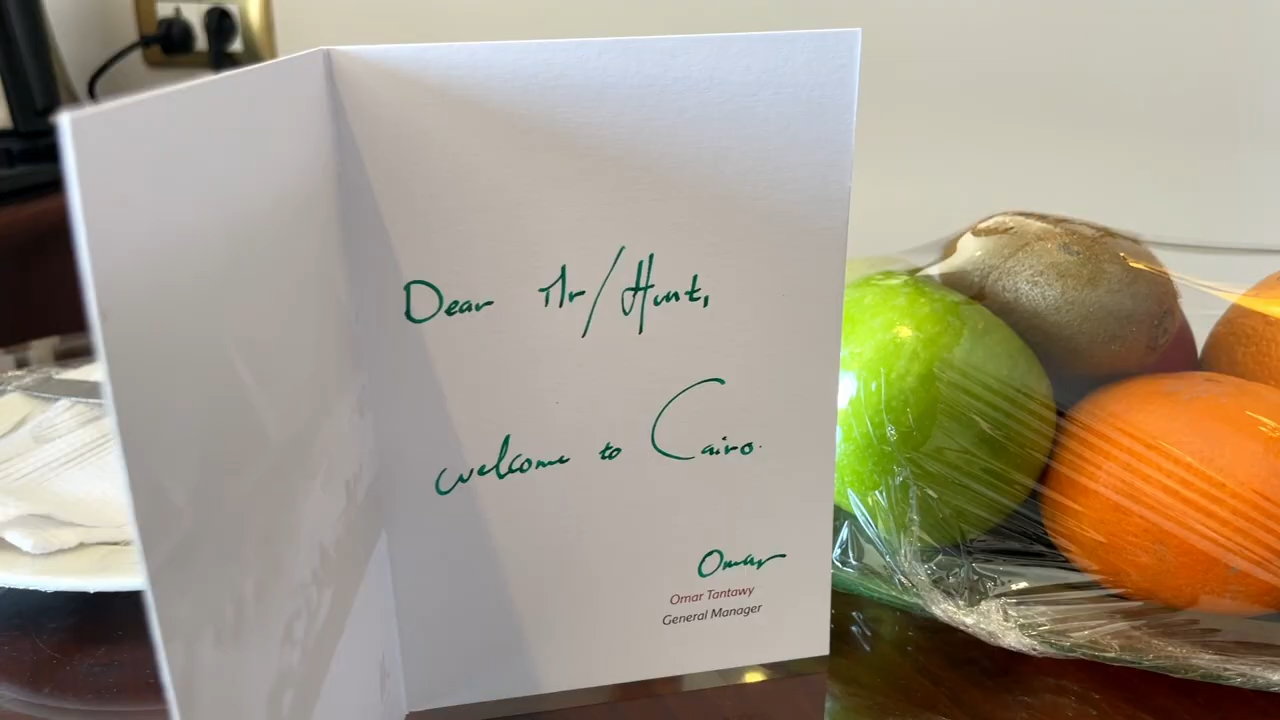 Dear Mr/Hunt,
welcome to Cairo.
Omar
Omar Tantawy
General Manager